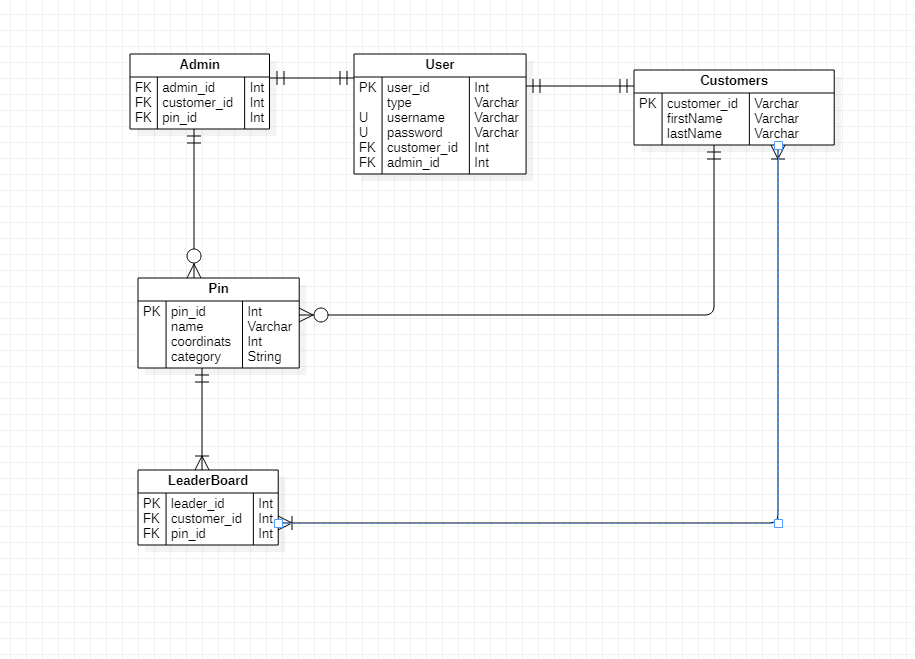 Admin
FK admin_id Int
FK customer_id Int
FK pin_id Int
User
PK user_id Int
type Varchar
U username Varchar
U password Varchar
FK customer_id Int
FK admin_id Int
Customers
PK customer_id Varchar
firstName Varchar
lastName Varchar
Pin
PK pin_id Int
name Varchar
coordinats Int
category String
LeaderBoard
PK leader_id Int
FK customer_id Int
FK pin_id Int